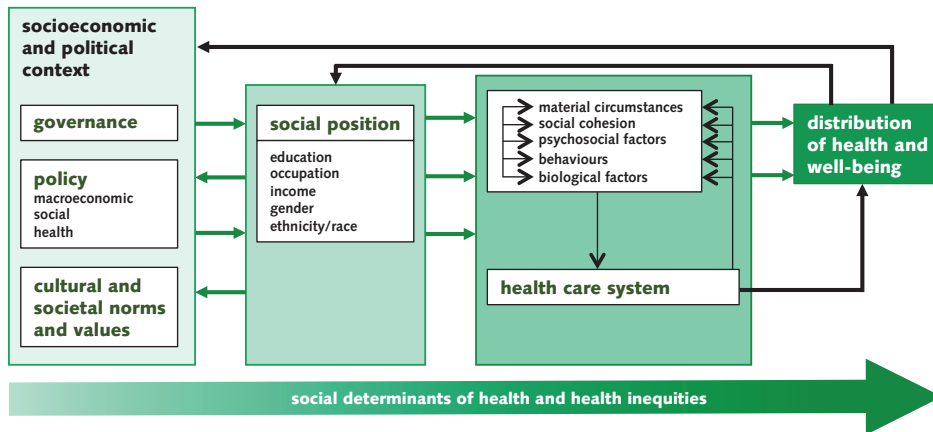 socioeconomic
and political
context
governance
policy
macroeconomic
social
health
cultural and
societal norms
and values
social position
education
occupation
income
gender
ethnicity/race
material circumstances
social cohesion
psychosocial factors
behaviours
biological factors
health care system
distribution
of health and
well-being
social determinants of health and health inequities